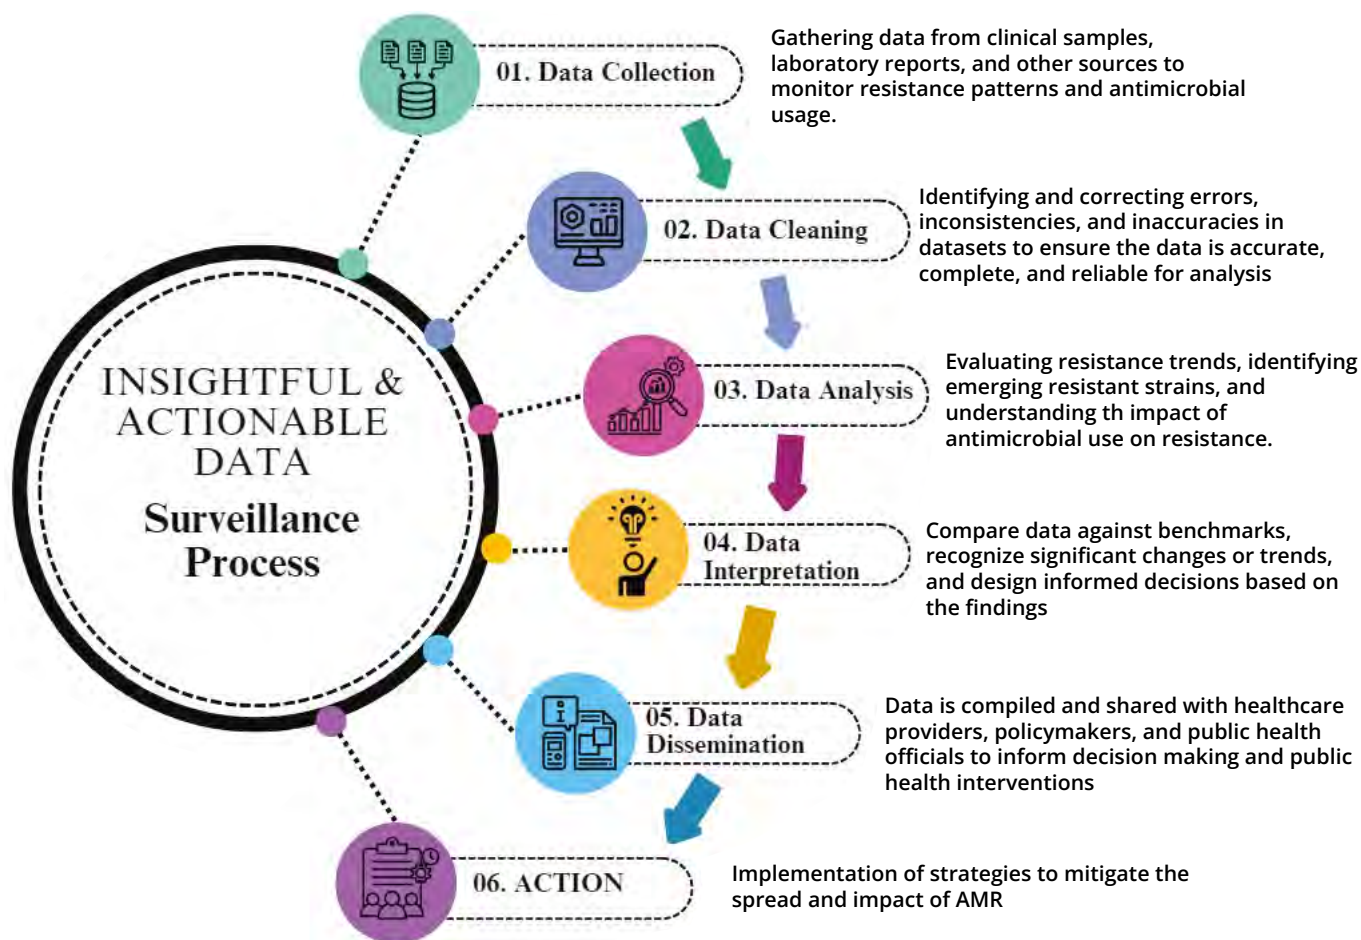 INSIGHTFUL &
ACTIONABLE
DATA
Surveillance
Process
01. Data Collection
Gathering data from clinical samples,
laboratory reports, and other sources to
monitor resistance patterns and antimicrobial
usage.
02. Data Cleaning
Identifying and correcting errors,
inconsistencies, and inaccuracies in
datasets to ensure the data is accurate,
complete, and reliable for analysis
03. Data Analysis
Evaluating resistance trends, identifying
emerging resistant strains, and
understanding th impact of
antimicrobial use on resistance.
04. Data
Interpretation
Compare data against benchmarks,
recognize significant changes or trends,
and design informed decisions based on
the findings
05. Data
Dissemination
Data is compiled and shared with healthcare
providers, policymakers, and public health
officials to inform decision making and public
health interventions
06. ACTION
Implementation of strategies to mitigate the
spread and impact of AMR